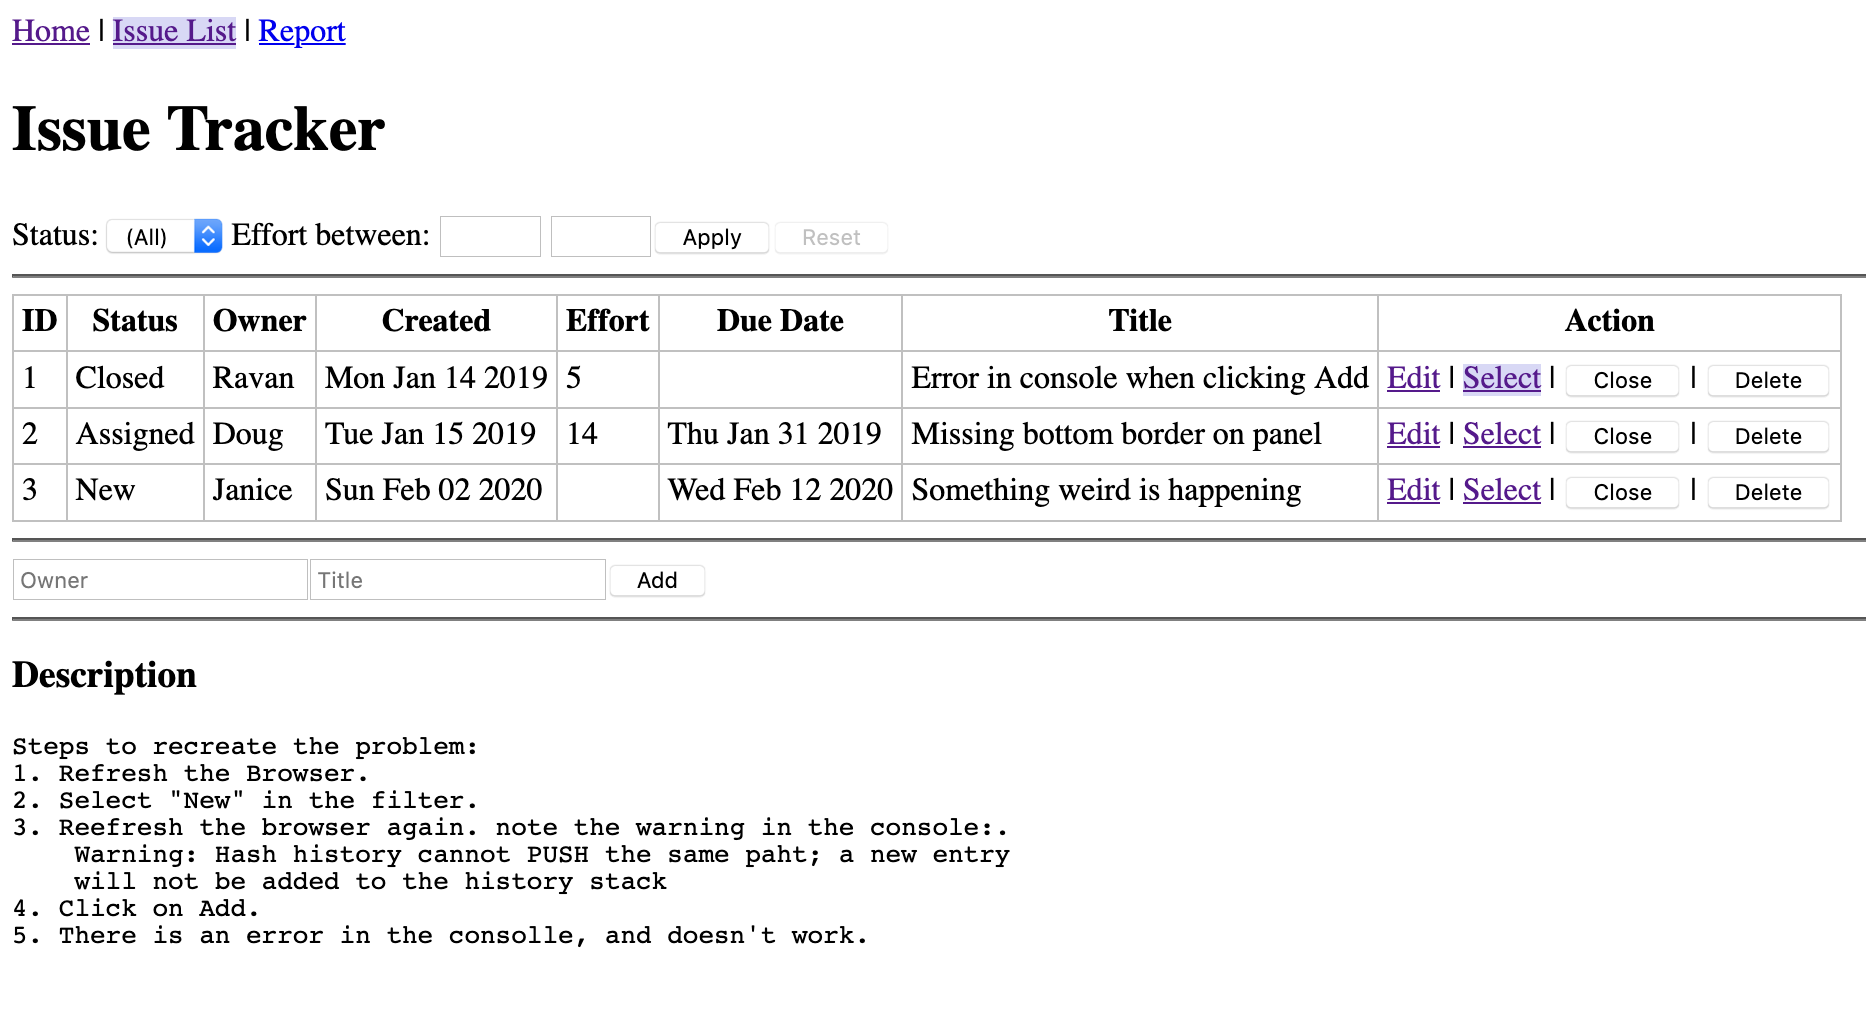 Home | Issue List | Report
Issue Tracker
Status: (All) Effort between: Apply Reset
ID Status Owner Created Effort Due Date Title Action
1 Closed Ravan Mon Jan 14 2019 5 Error in console when clicking Add Edit | Select | Close | Delete
2 Assigned Doug Tue Jan 15 2019 14 Thu Jan 31 2019 Missing bottom border on panel Edit | Select | Close | Delete
3 New Janice Sun Feb 02 2020 Wed Feb 12 2020 Something weird is happening Edit | Select | Close | Delete
Owner Title Add
Description
Steps to recreate the problem:
1. Refresh the Browser.
2. Select "New" in the filter.
3. Reefresh the browser again. note the warning in the console:.
Warning: Hash history cannot PUSH the same paht; a new entry
will not be added to the history stack
4. Click on Add.
5. There is an error in the consolle, and doesn't work.